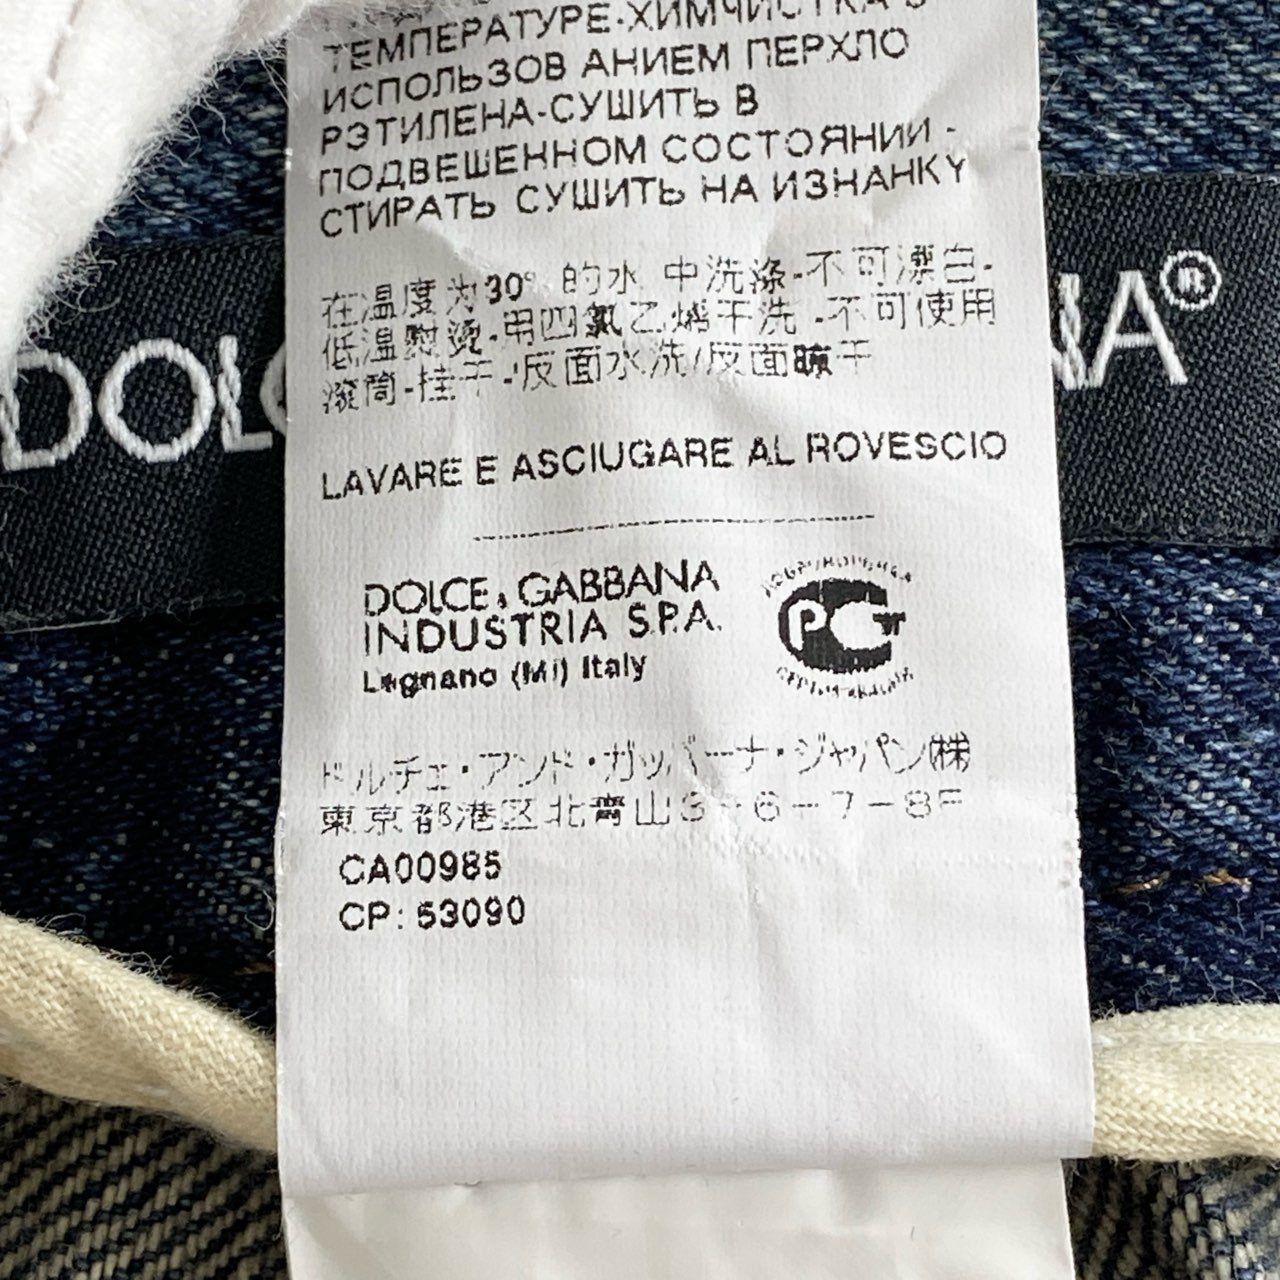 ТЕМПЕРАТУРЕ-ХИМЧИСТКА З
ИСПОЛЬЗОВ АНИЕМ ПЕРХЛО
РЭТИЛЕНА-СУШИТЬ В
ПОДВЕШЕННОМ СОСТОЯНИИ -
СТИРАТЬ СУШИТЬ НА ИЗНАНКУ
在温度为30°的水 中洗涤-不可漂白-
低温熨烫-用四氯乙烯干洗 -不可使用
滚筒-挂干-反面水洗/反面晾干
DOL
NA®
LAVARE E ASCIUGARE AL ROVESCIO
DOLCE & GABBANA
INDUSTRIA S.P.A.
Legnano (Mi) Italy
PCT
ドルチェ・アンド・ガッバーナ・ジャパン㈱
東京都港区北青山3-6-7-8F
CA00985
CP: 53090